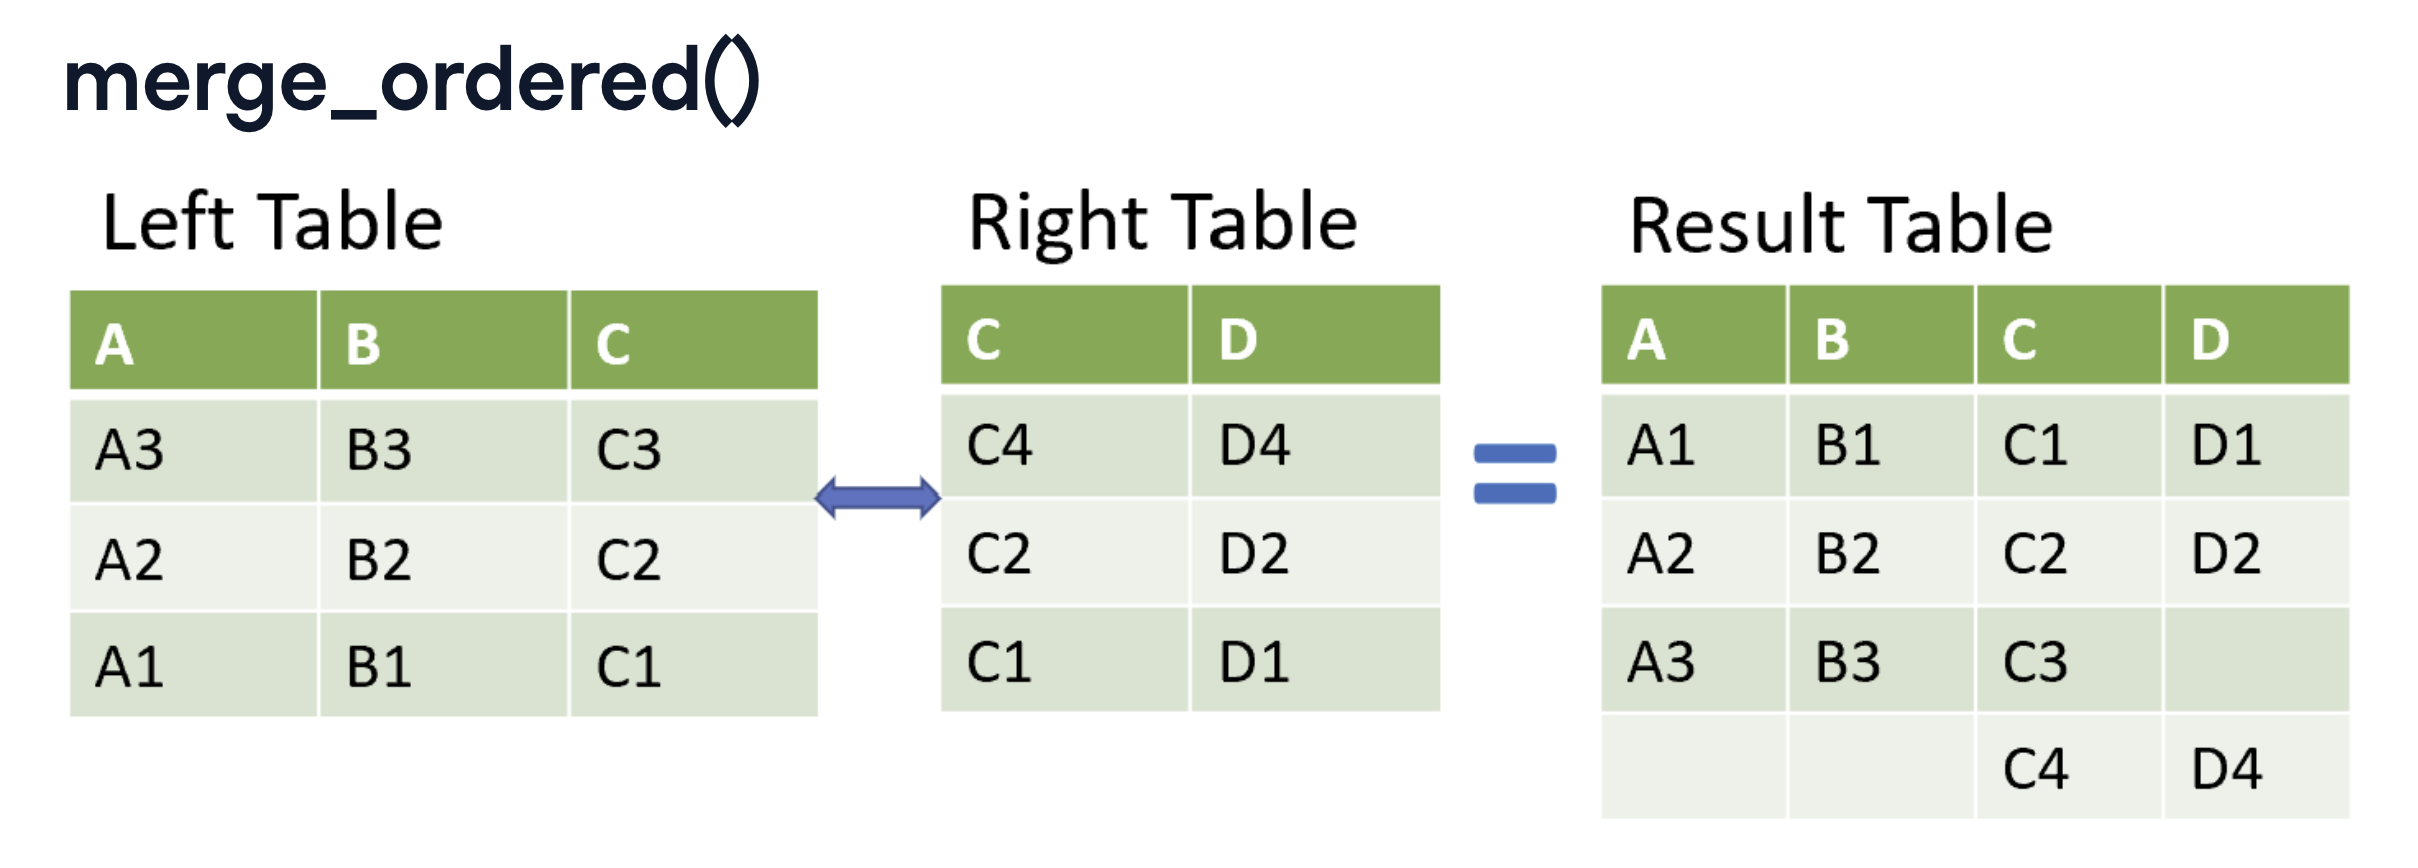 merge_ordered()
Left Table
A B C
A3 B3 C3
A2 B2 C2
A1 B1 C1
Right Table
C D
C4 D4
C2 D2
C1 D1
Result Table
A B C D
A1 B1 C1 D1
A2 B2 C2 D2
A3 B3 C3
C4 D4